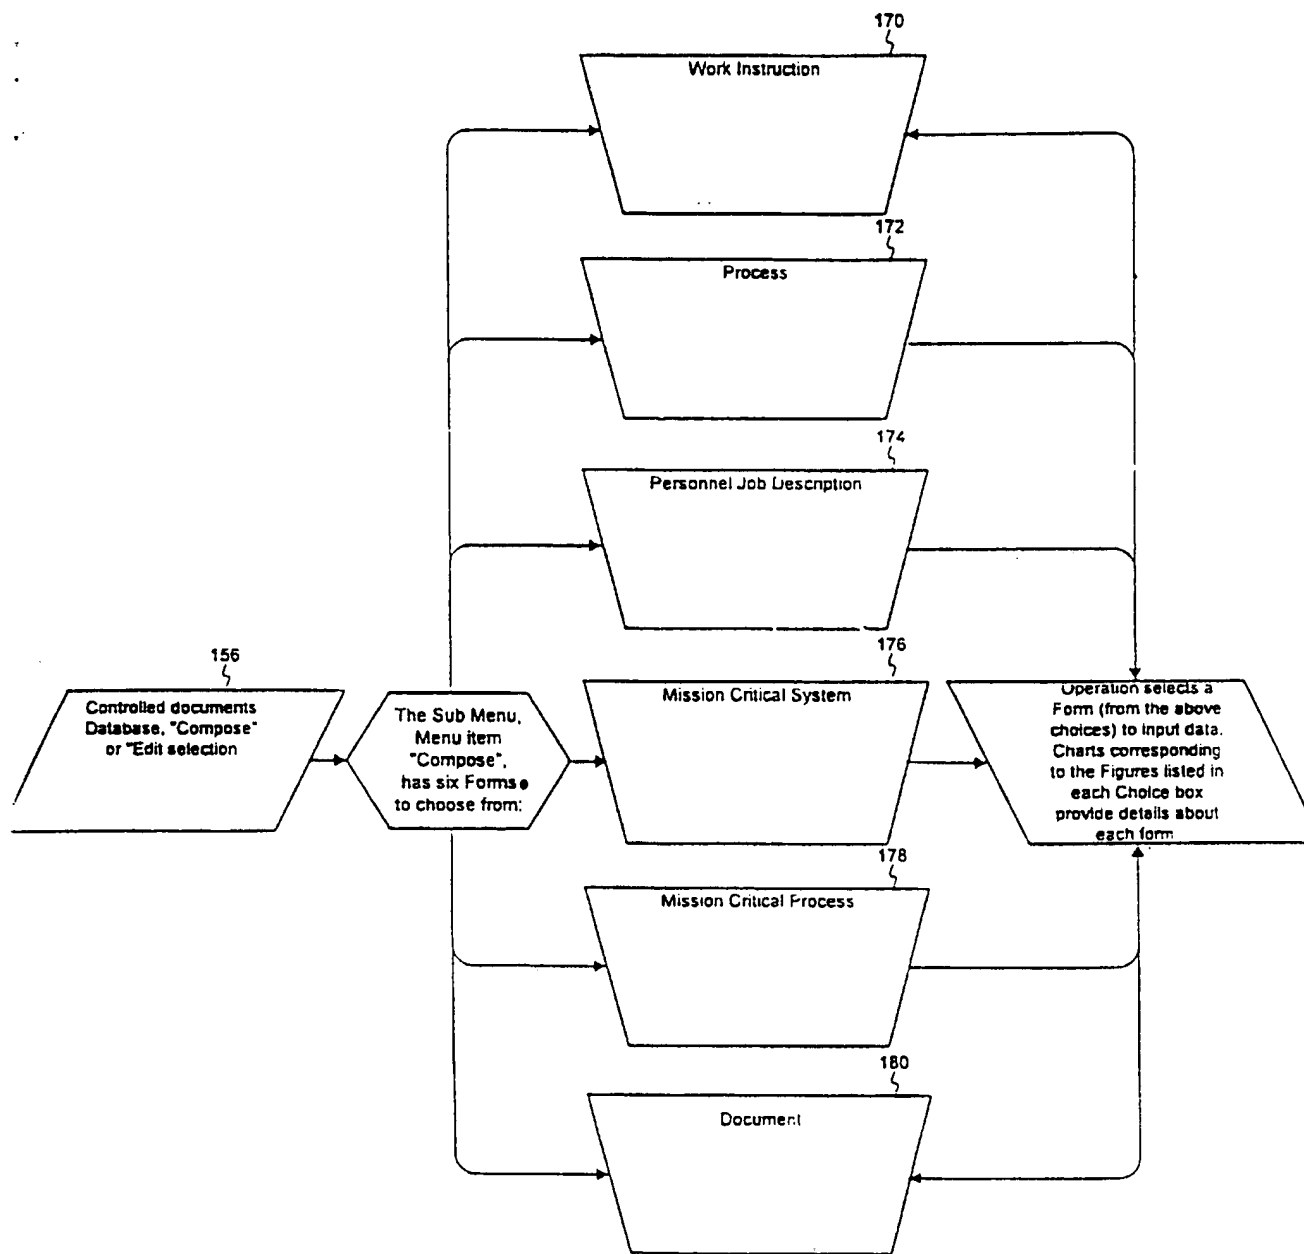 170
Work Instruction
172
Process
174
Personnel Job Description
156
Controlled documents
Database, "Compose"
or "Edit selection
The Sub Menu,
Menu item
"Compose",
has six Forms
to choose from:
176
Mission Critical System
Operation selects a
Form (from the above
choices) to input data.
Charts corresponding
to the Figures listed in
each Choice box
provide details about
each form
178
Mission Critical Process
180
Document